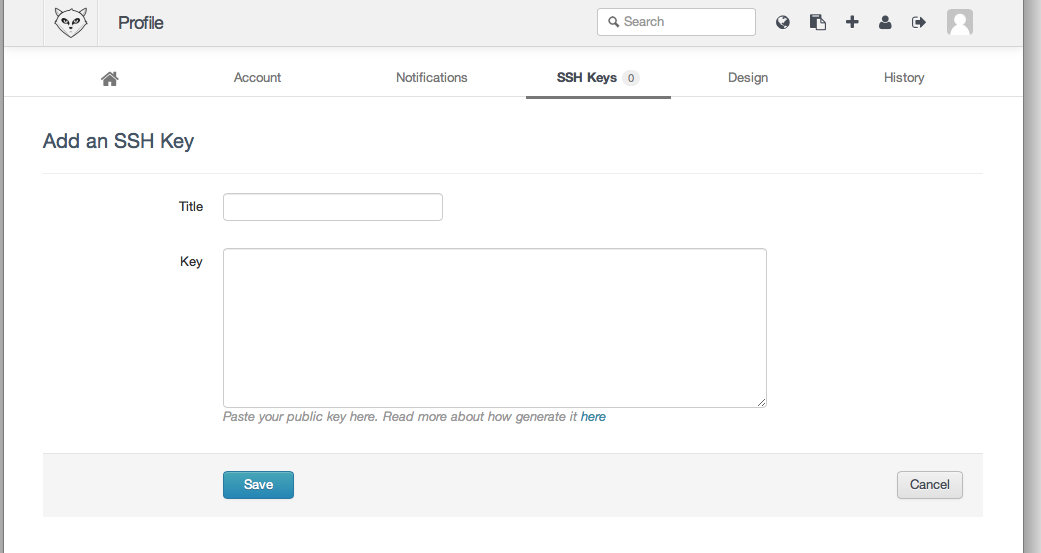 Profile
Search
Account
Notifications
SSH Keys 0
Design
History
Add an SSH Key
Title
Key
Paste your public key here. Read more about how generate it here
Save
Cancel